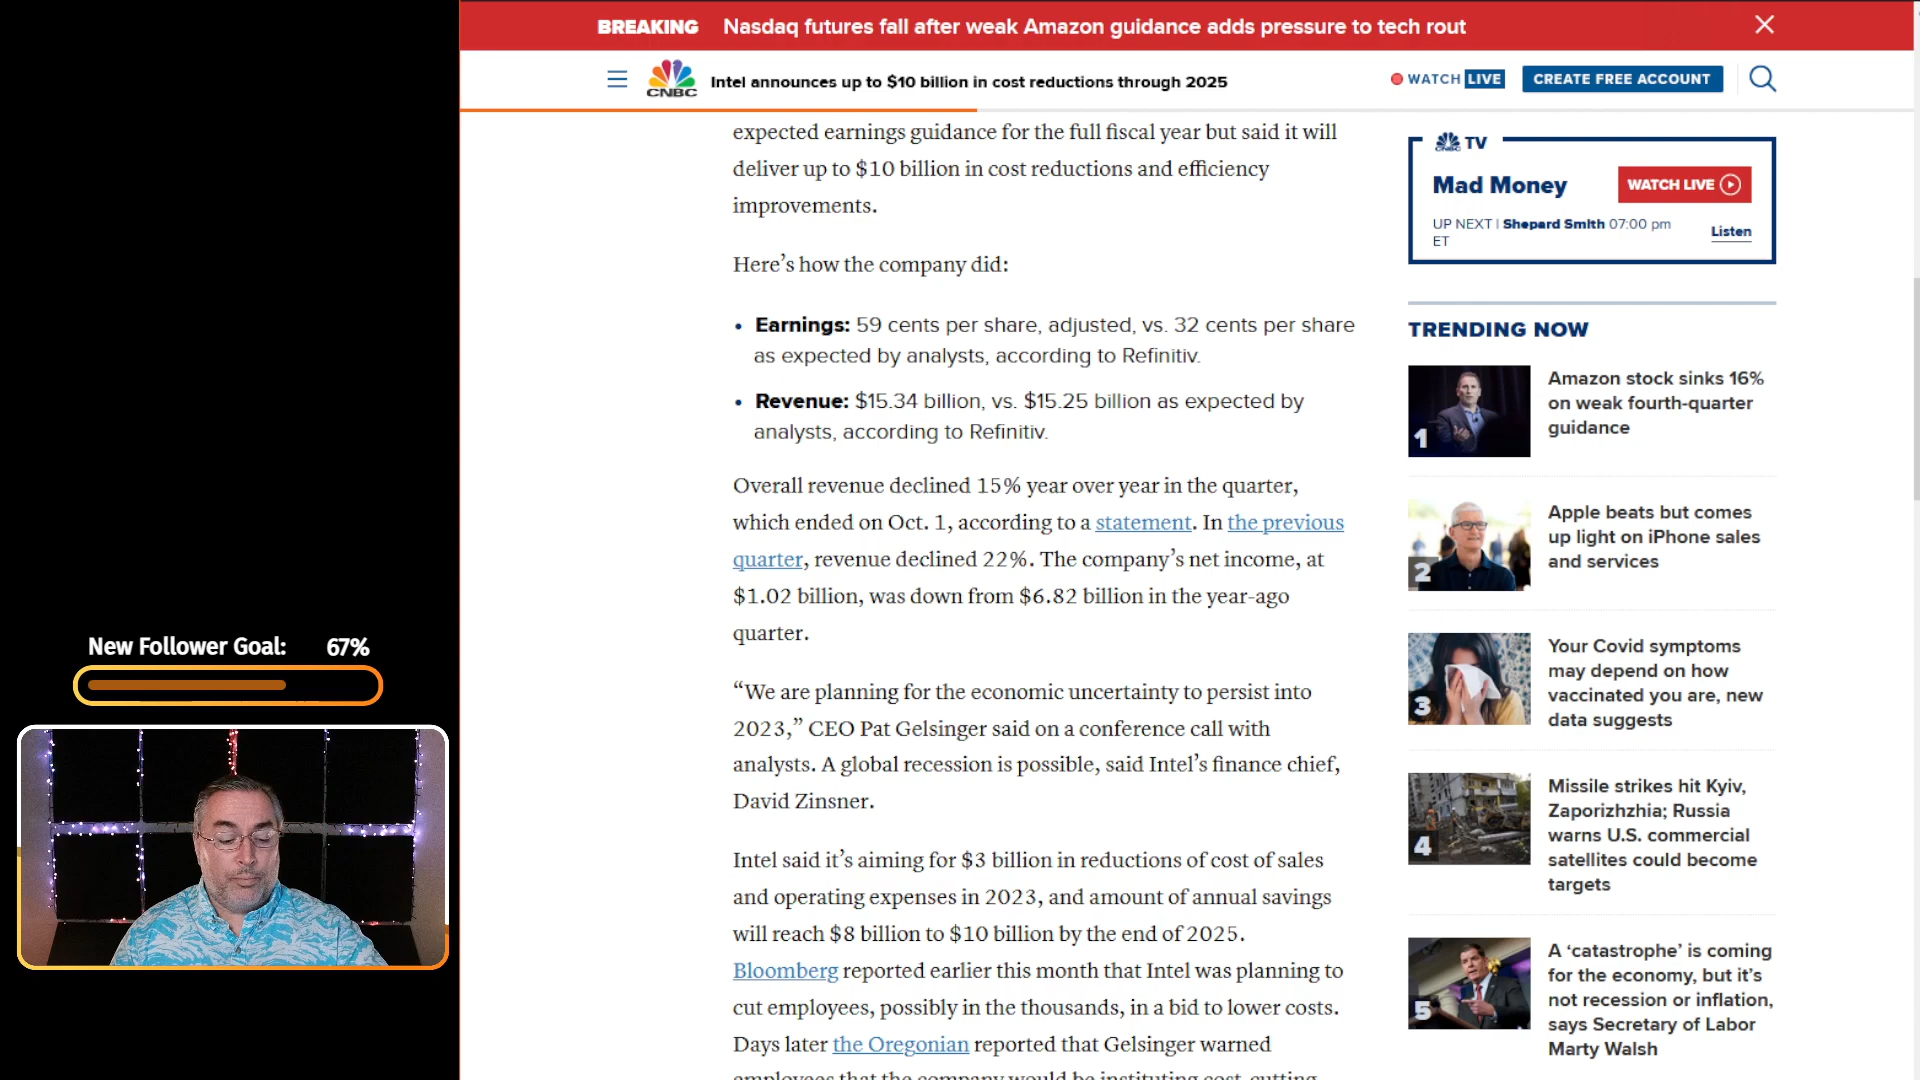 BREAKING Nasdaq futures fall after weak Amazon guidance adds pressure to tech rout
CNBC
Intel announces up to $10 billion in cost reductions through 2025
WATCH LIVE
CREATE FREE ACCOUNT
expected earnings guidance for the full fiscal year but said it will
deliver up to $10 billion in cost reductions and efficiency
improvements.
Here’s how the company did:
• Earnings: 59 cents per share, adjusted, vs. 32 cents per share
as expected by analysts, according to Refinitiv.
• Revenue: $15.34 billion, vs. $15.25 billion as expected by
analysts, according to Refinitiv.
Overall revenue declined 15% year over year in the quarter,
which ended on Oct. 1, according to a statement. In the previous
quarter, revenue declined 22%. The company’s net income, at
$1.02 billion, was down from $6.82 billion in the year-ago
quarter.
“We are planning for the economic uncertainty to persist into
2023,” CEO Pat Gelsinger said on a conference call with
analysts. A global recession is possible, said Intel’s finance chief,
David Zinsner.
Intel said it’s aiming for $3 billion in reductions of cost of sales
and operating expenses in 2023, and amount of annual savings
will reach $8 billion to $10 billion by the end of 2025.
Bloomberg reported earlier this month that Intel was planning to
cut employees, possibly in the thousands, in a bid to lower costs.
Days later the Oregonian reported that Gelsinger warned
employees that the company would be instituting cost-cutting
CNBC TV
Mad Money
WATCH LIVE
UP NEXT | Shepard Smith 07:00 pm
ET
Listen
TRENDING NOW
1
Amazon stock sinks 16%
on weak fourth-quarter
guidance
2
Apple beats but comes
up light on iPhone sales
and services
3
Your Covid symptoms
may depend on how
vaccinated you are, new
data suggests
4
Missile strikes hit Kyiv,
Zaporizhzhia; Russia
warns U.S. commercial
satellites could become
targets
5
A ‘catastrophe’ is coming
for the economy, but it’s
not recession or inflation,
says Secretary of Labor
Marty Walsh
New Follower Goal: 67%